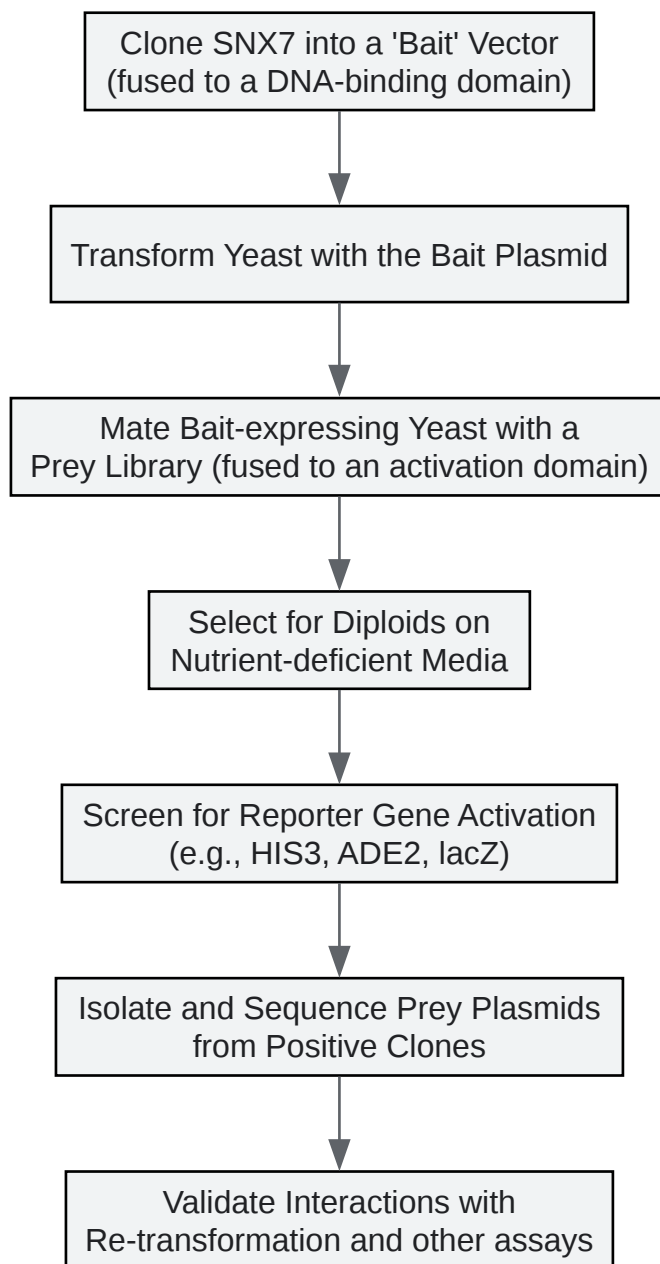 Clone SNX7 into a 'Bait' Vector
(fused to a DNA-binding domain)
Transform Yeast with the Bait Plasmid
Mate Bait-expressing Yeast with a
Prey Library (fused to an activation domain)
Select for Diploids on
Nutrient-deficient Media
Screen for Reporter Gene Activation
(e.g., HIS3, ADE2, lacZ)
Isolate and Sequence Prey Plasmids
from Positive Clones
Validate Interactions with
Re-transformation and other assays